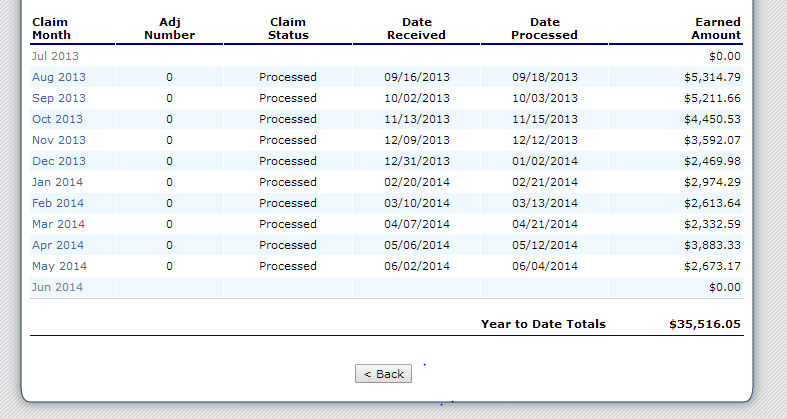 Claim Month Adj Number Claim Status Date Received Date Processed Earned Amount
Jul 2013 $0.00
Aug 2013 0 Processed 09/16/2013 09/18/2013 $5,314.79
Sep 2013 0 Processed 10/02/2013 10/03/2013 $5,211.66
Oct 2013 0 Processed 11/13/2013 11/15/2013 $4,450.53
Nov 2013 0 Processed 12/09/2013 12/12/2013 $3,592.07
Dec 2013 0 Processed 12/31/2013 01/02/2014 $2,469.98
Jan 2014 0 Processed 02/20/2014 02/21/2014 $2,974.29
Feb 2014 0 Processed 03/10/2014 03/13/2014 $2,613.64
Mar 2014 0 Processed 04/07/2014 04/21/2014 $2,332.59
Apr 2014 0 Processed 05/06/2014 05/12/2014 $3,883.33
May 2014 0 Processed 06/02/2014 06/04/2014 $2,673.17
Jun 2014 $0.00
Year to Date Totals $35,516.05
< Back